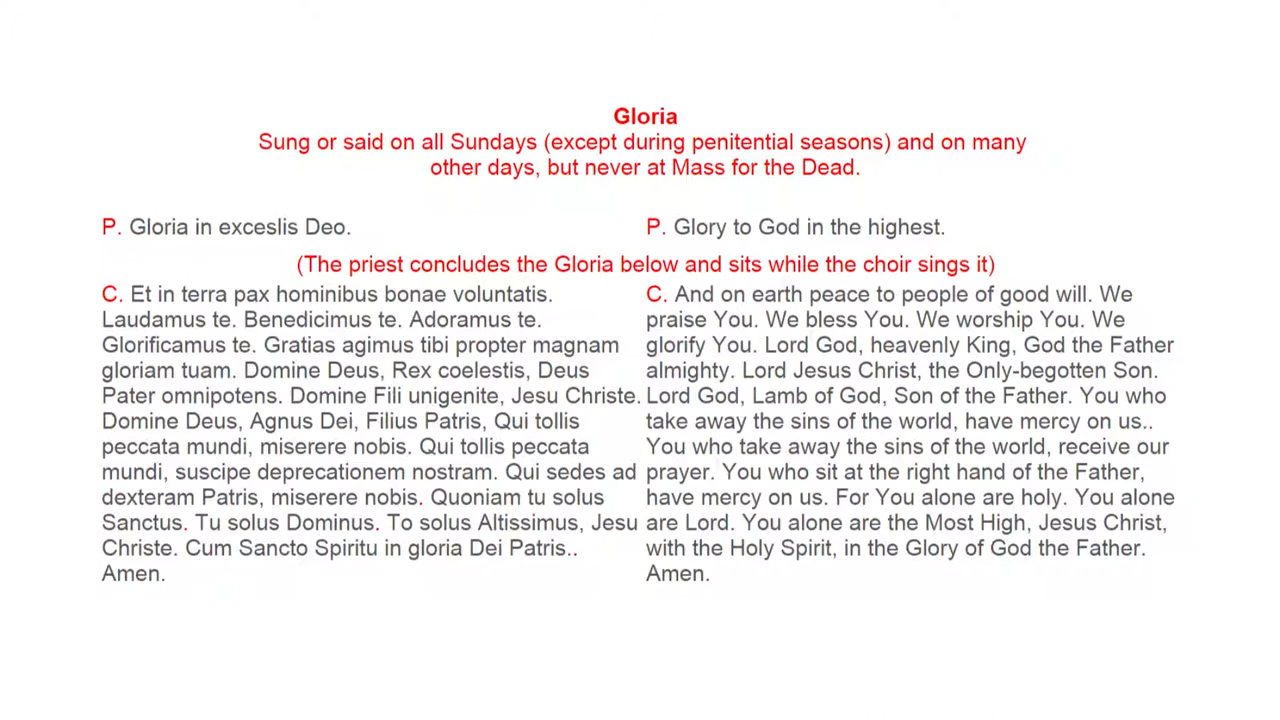 Gloria
Sung or said on all Sundays (except during penitential seasons) and on many
other days, but never at Mass for the Dead.
P. Gloria in exceslis Deo.
P. Glory to God in the highest.
(The priest concludes the Gloria below and sits while the choir sings it)
C. Et in terra pax hominibus bonae voluntatis.
Laudamus te. Benedicimus te. Adoramus te.
Glorificamus te. Gratias agimus tibi propter magnam
gloriam tuam. Domine Deus, Rex coelestis, Deus
Pater omnipotens. Domine Fili unigenite, Jesu Christe.
Domine Deus, Agnus Dei, Filius Patris, Qui tollis
peccata mundi, miserere nobis. Qui tollis peccata
mundi, suscipe deprecationem nostram. Qui sedes ad
dexteram Patris, miserere nobis. Quoniam tu solus
Sanctus. Tu solus Dominus. To solus Altissimus, Jesu
Christe. Cum Sancto Spiritu in gloria Dei Patris..
Amen.
C. And on earth peace to people of good will. We
praise You. We bless You. We worship You. We
glorify You. Lord God, heavenly King, God the Father
almighty. Lord Jesus Christ, the Only-begotten Son.
Lord God, Lamb of God, Son of the Father. You who
take away the sins of the world, have mercy on us..
You who take away the sins of the world, receive our
prayer. You who sit at the right hand of the Father,
have mercy on us. For You alone are holy. You alone
are Lord. You alone are the Most High, Jesus Christ,
with the Holy Spirit, in the Glory of God the Father.
Amen.